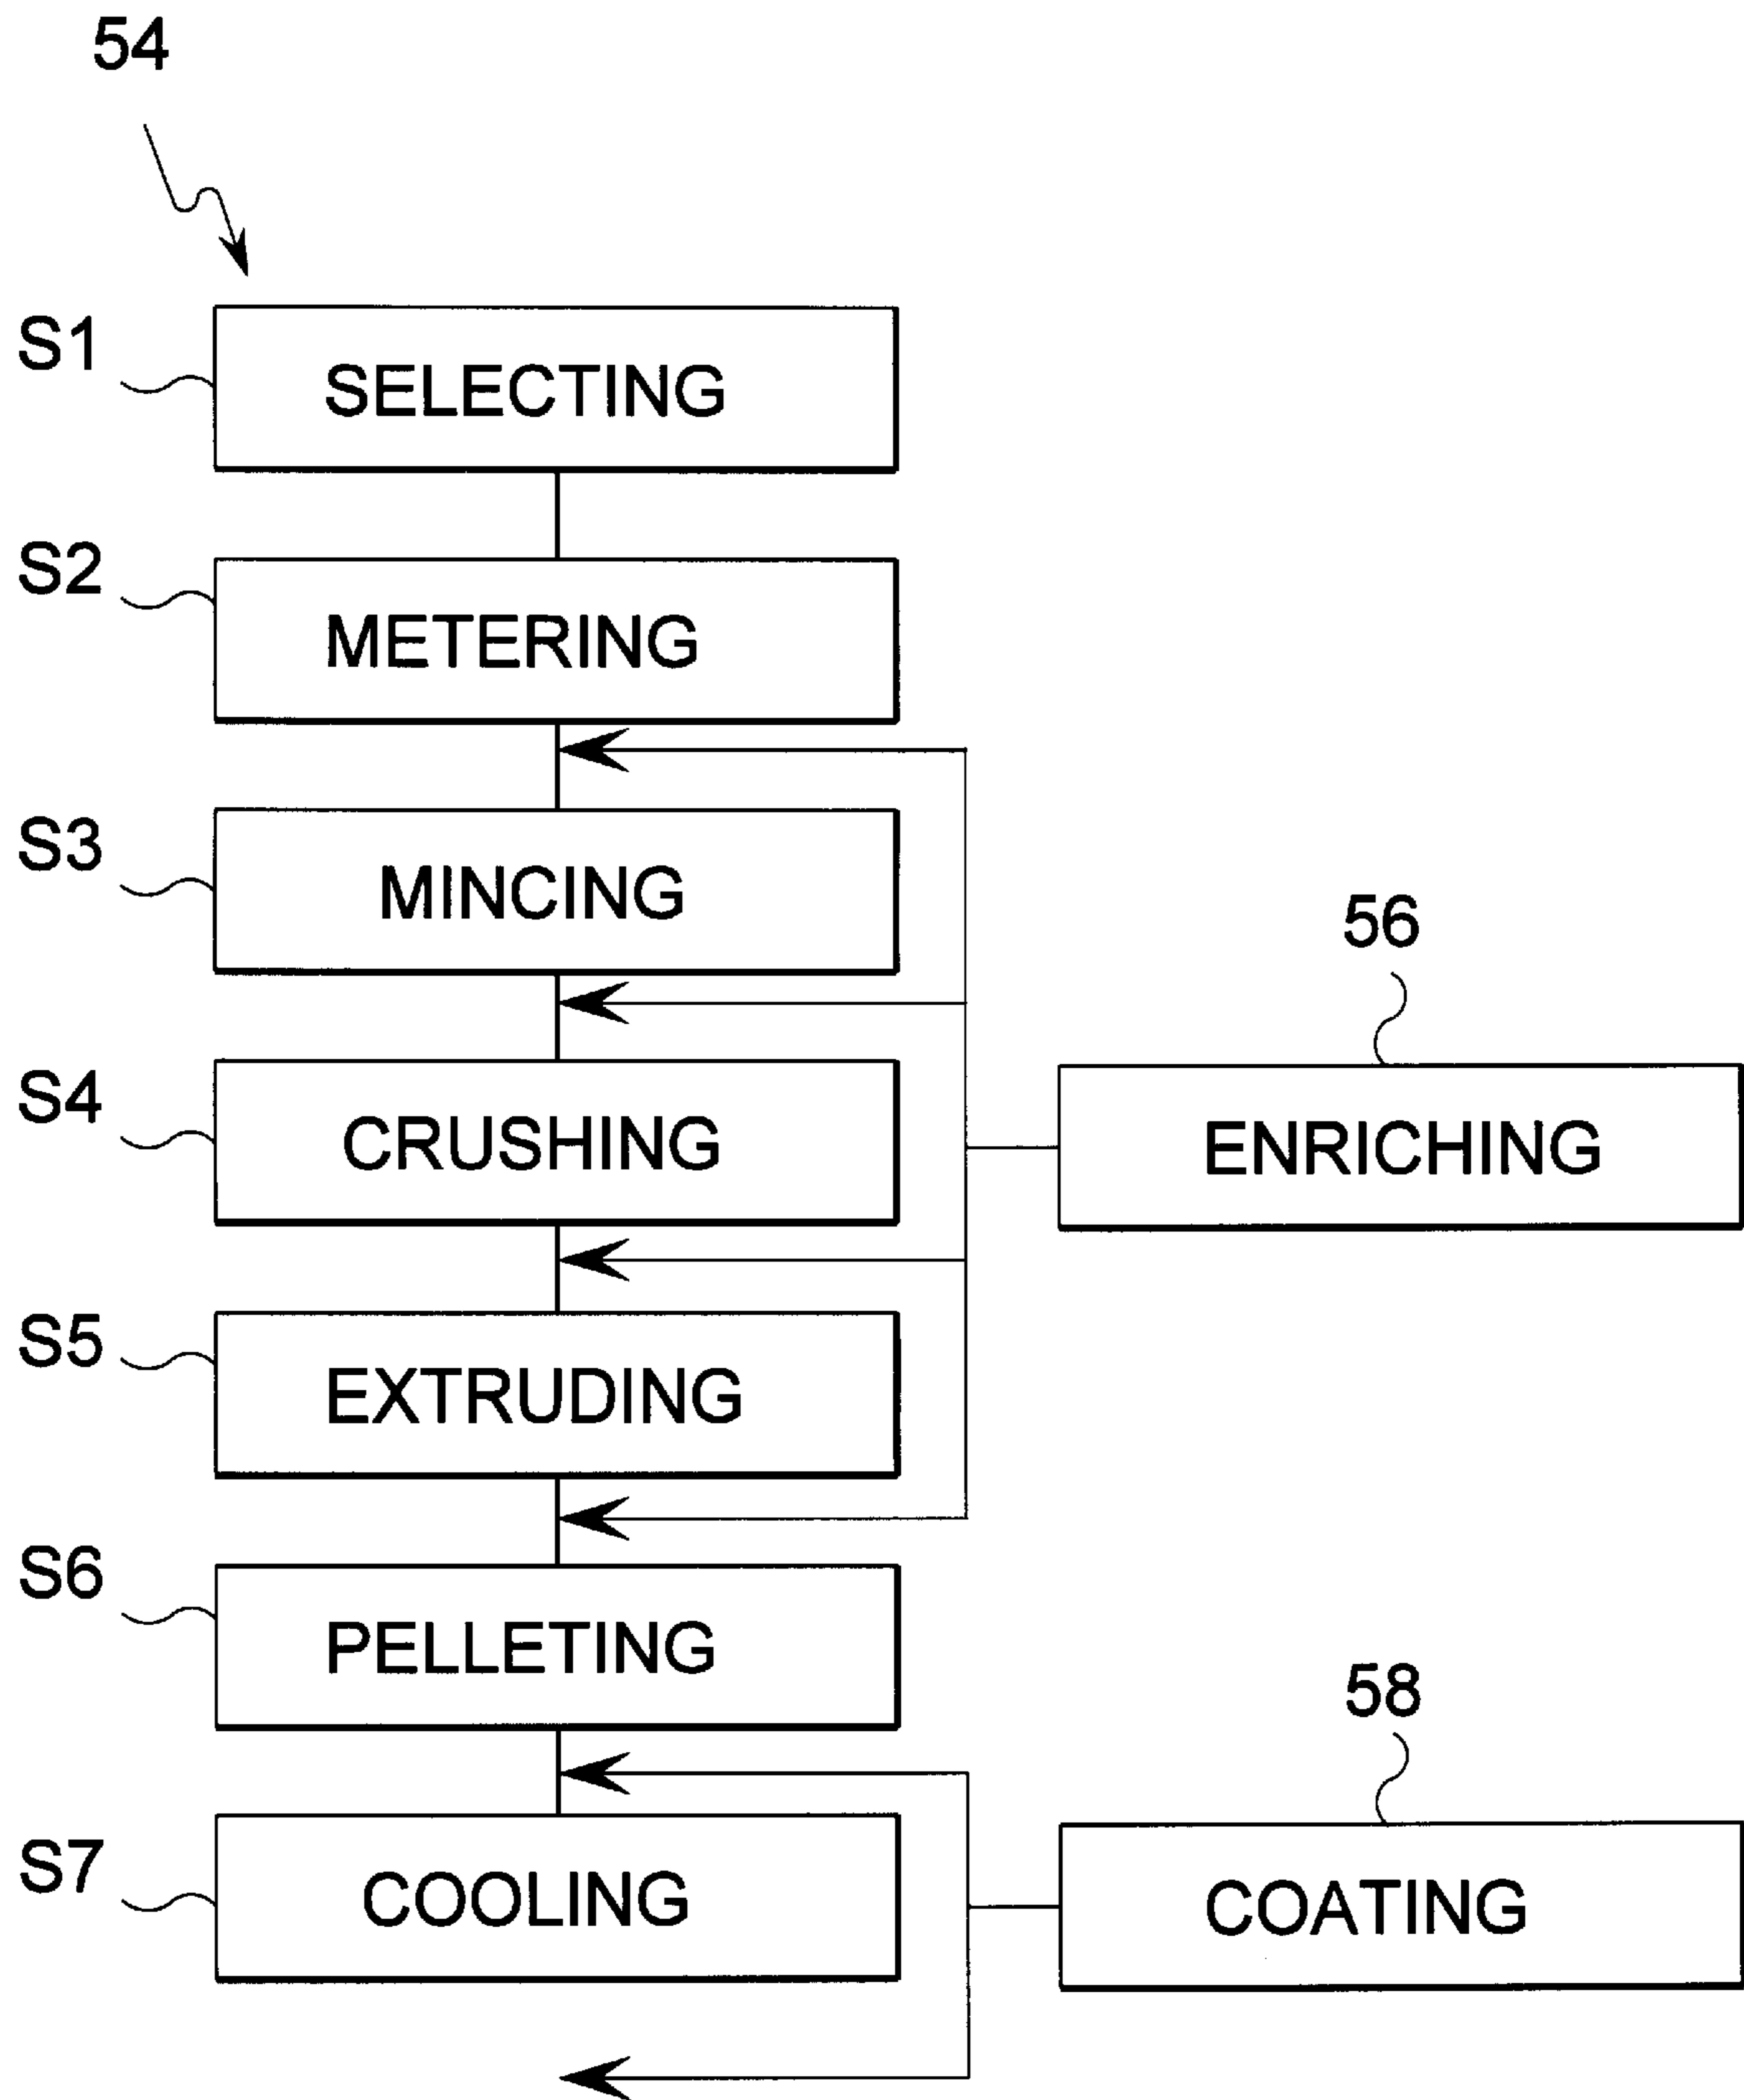 54
S1
SELECTING
S2
METERING
S3
MINCING
56
S4
CRUSHING
ENRICHING
S5
EXTRUDING
S6
PELLETING
58
S7
COOLING
COATING